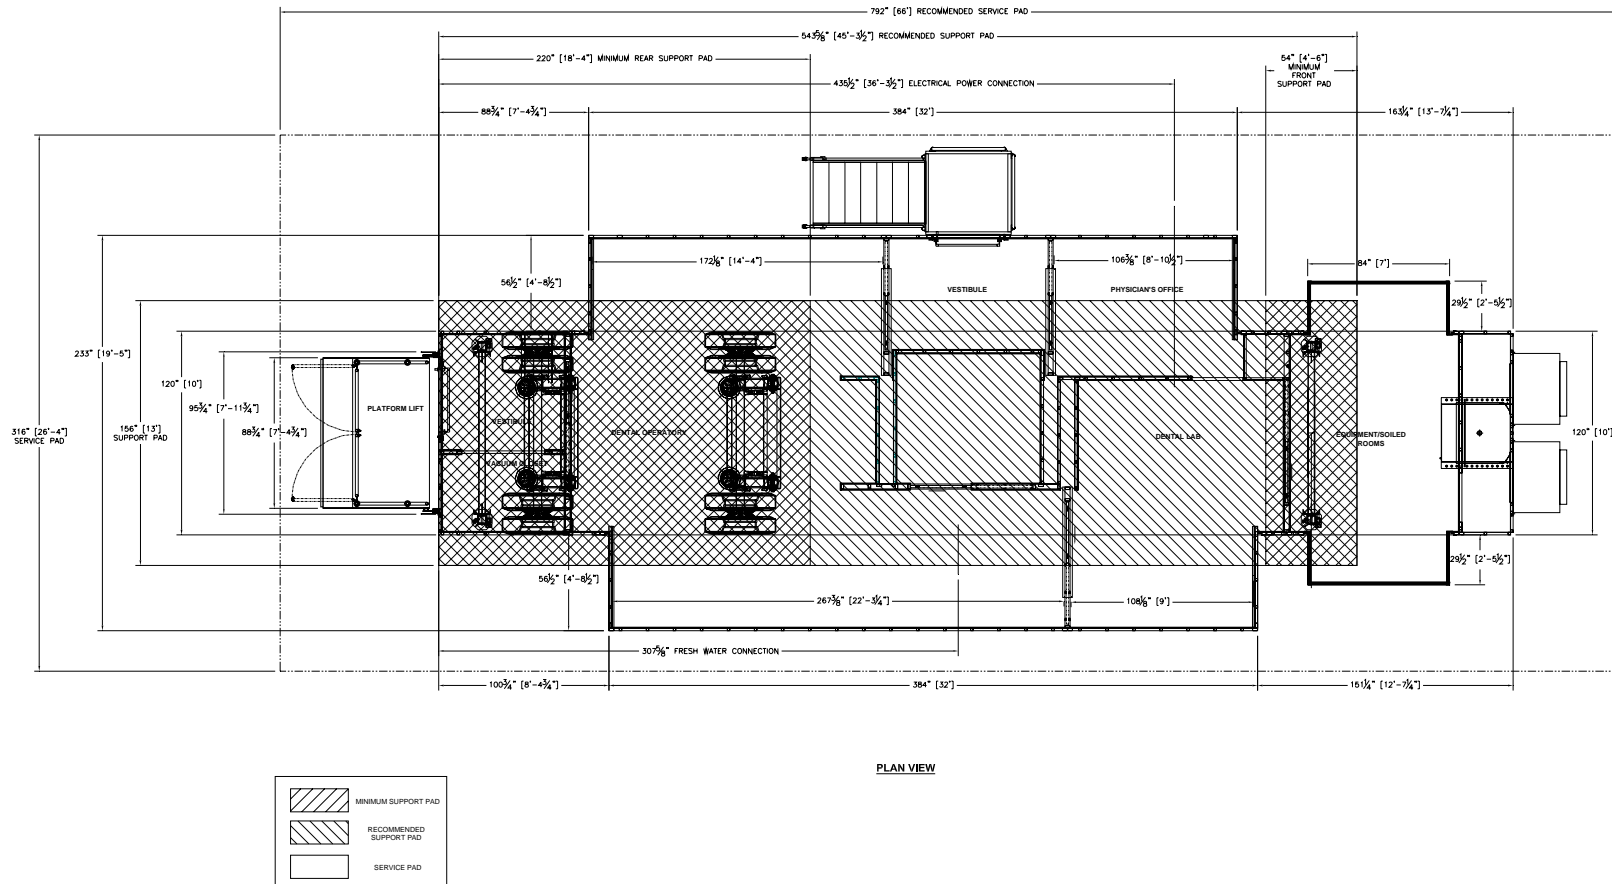 792" [66'] RECOMMENDED SERVICE PAD
543⅝" [45'-3½"] RECOMMENDED SUPPORT PAD
220" [18'-4"] MINIMUM REAR SUPPORT PAD
54" [4'-6"]
MINIMUM
FRONT
SUPPORT PAD
435½" [36'-3½"] ELECTRICAL POWER CONNECTION
88¾" [7'-4¾"]
384" [32']
163¼" [13'-7¼"]
172⅛" [14'-4"]
106⅜" [8'-10½"]
84" [7']
56½" [4'-8½"]
VESTIBULE
PHYSICIAN'S OFFICE
29½" [2'-5½"]
233" [19'-5"]
120" [10']
95¾" [7'-11¾"]
PLATFORM LIFT
88¾" [7'-4¾"]
316" [26'-4"]
SERVICE PAD
156" [13']
SUPPORT PAD
VESTIBULE
DENTAL OPERATORY
DENTAL LAB
EQUIPMENT/SOILED
ROOMS
120" [10']
VACUUM CLOSET
29½" [2'-5½"]
56½" [4'-8½"]
267⅜" [22'-3¼"]
108⅛" [9']
307⅝" FRESH WATER CONNECTION
100¾" [8'-4¾"]
384" [32']
151¼" [12'-7¼"]
PLAN VIEW
MINIMUM SUPPORT PAD
RECOMMENDED
SUPPORT PAD
SERVICE PAD